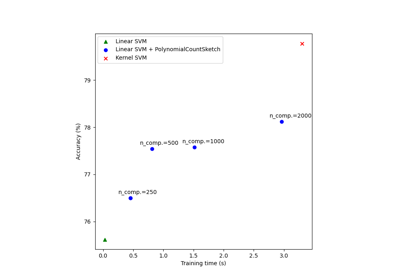 Linear SVM
Linear SVM + PolynomialCountSketch
Kernel SVM
79
78
77
76
n_comp.=2000
n_comp.=500
n_comp.=1000
n_comp.=250
Accuracy (%)
0.0 0.5 1.0 1.5 2.0 2.5 3.0
Training time (s)